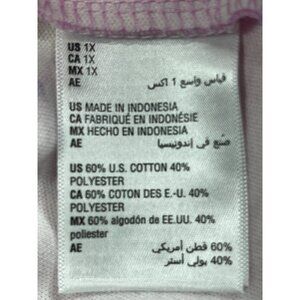 US 1X
CA 1X
MX 1X
AE قياس واسع 1 اكس
US MADE IN INDONESIA
CA FABRIQUÉ EN INDONÉSIE
MX HECHO EN INDONESIA
AE صنع في إندونيسيا
US 60% U.S. COTTON 40%
POLYESTER
CA 60% COTON DES E.-U. 40%
POLYESTER
MX 60% algodón de EE.UU. 40%
poliester
AE 60% قطن أمريكي
40% بولي أستر